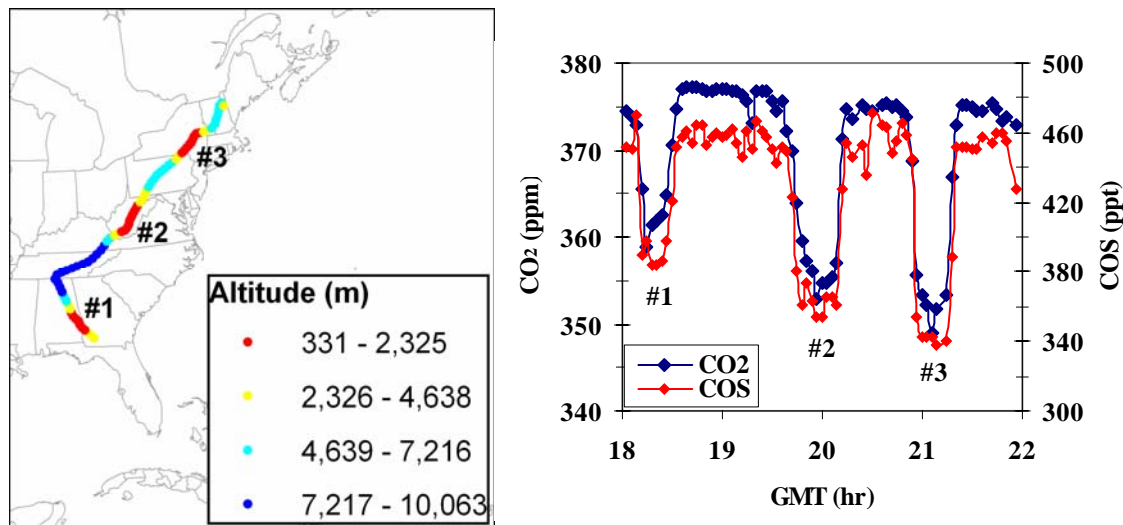 #3
#2
#1
Altitude (m)
331 - 2,325
2,326 - 4,638
4,639 - 7,216
7,217 - 10,063
380
370
360
350
340
CO2 (ppm)
500
460
420
380
340
300
COS (ppt)
#1
#2
#3
CO2
COS
18 19 20 21 22
GMT (hr)